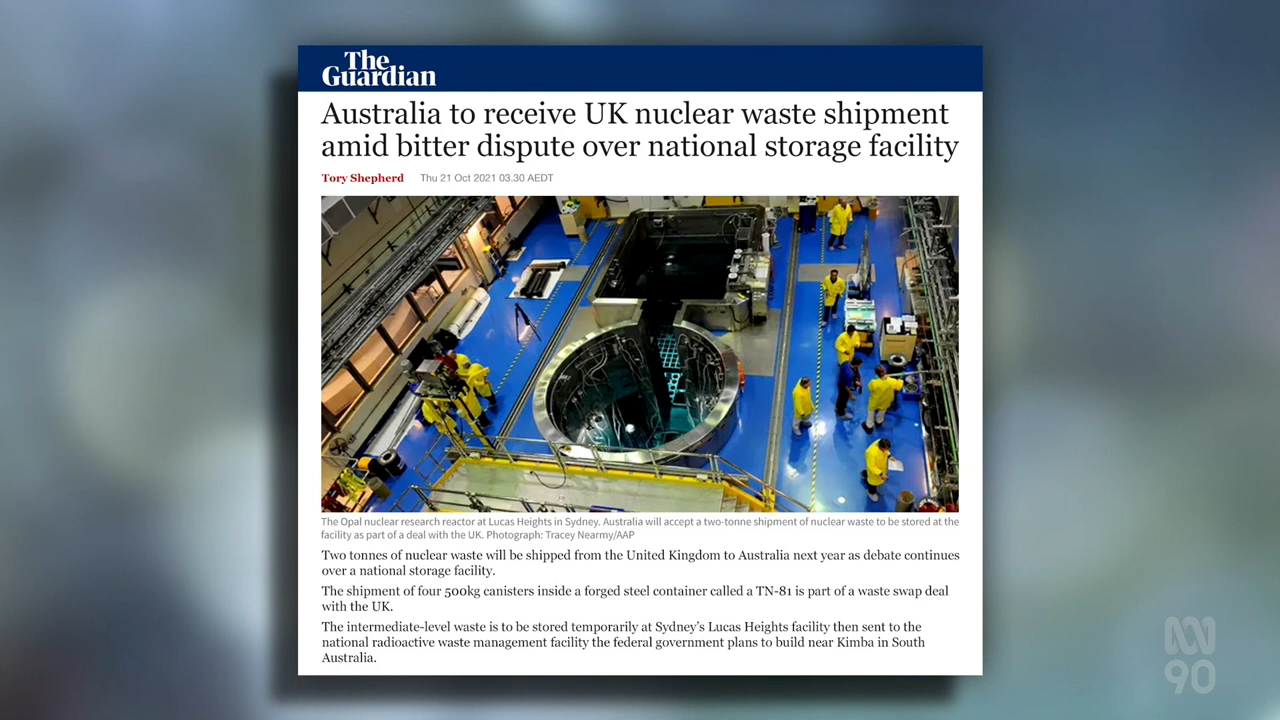 The
Guardian
Australia to receive UK nuclear waste shipment
amid bitter dispute over national storage facility
Tory Shepherd Thu 21 Oct 2021 03.30 AEDT
The Opal nuclear research reactor at Lucas Heights in Sydney. Australia will accept a two-tonne shipment of nuclear waste to be stored at the
facility as part of a deal with the UK. Photograph: Tracey Nearmy/AAP
Two tonnes of nuclear waste will be shipped from the United Kingdom to Australia next year as debate continues
over a national storage facility.
The shipment of four 500kg canisters inside a forged steel container called a TN-81 is part of a waste swap deal
with the UK.
The intermediate-level waste is to be stored temporarily at Sydney's Lucas Heights facility then sent to the
national radioactive waste management facility the federal government plans to build near Kimba in South
Australia.
90